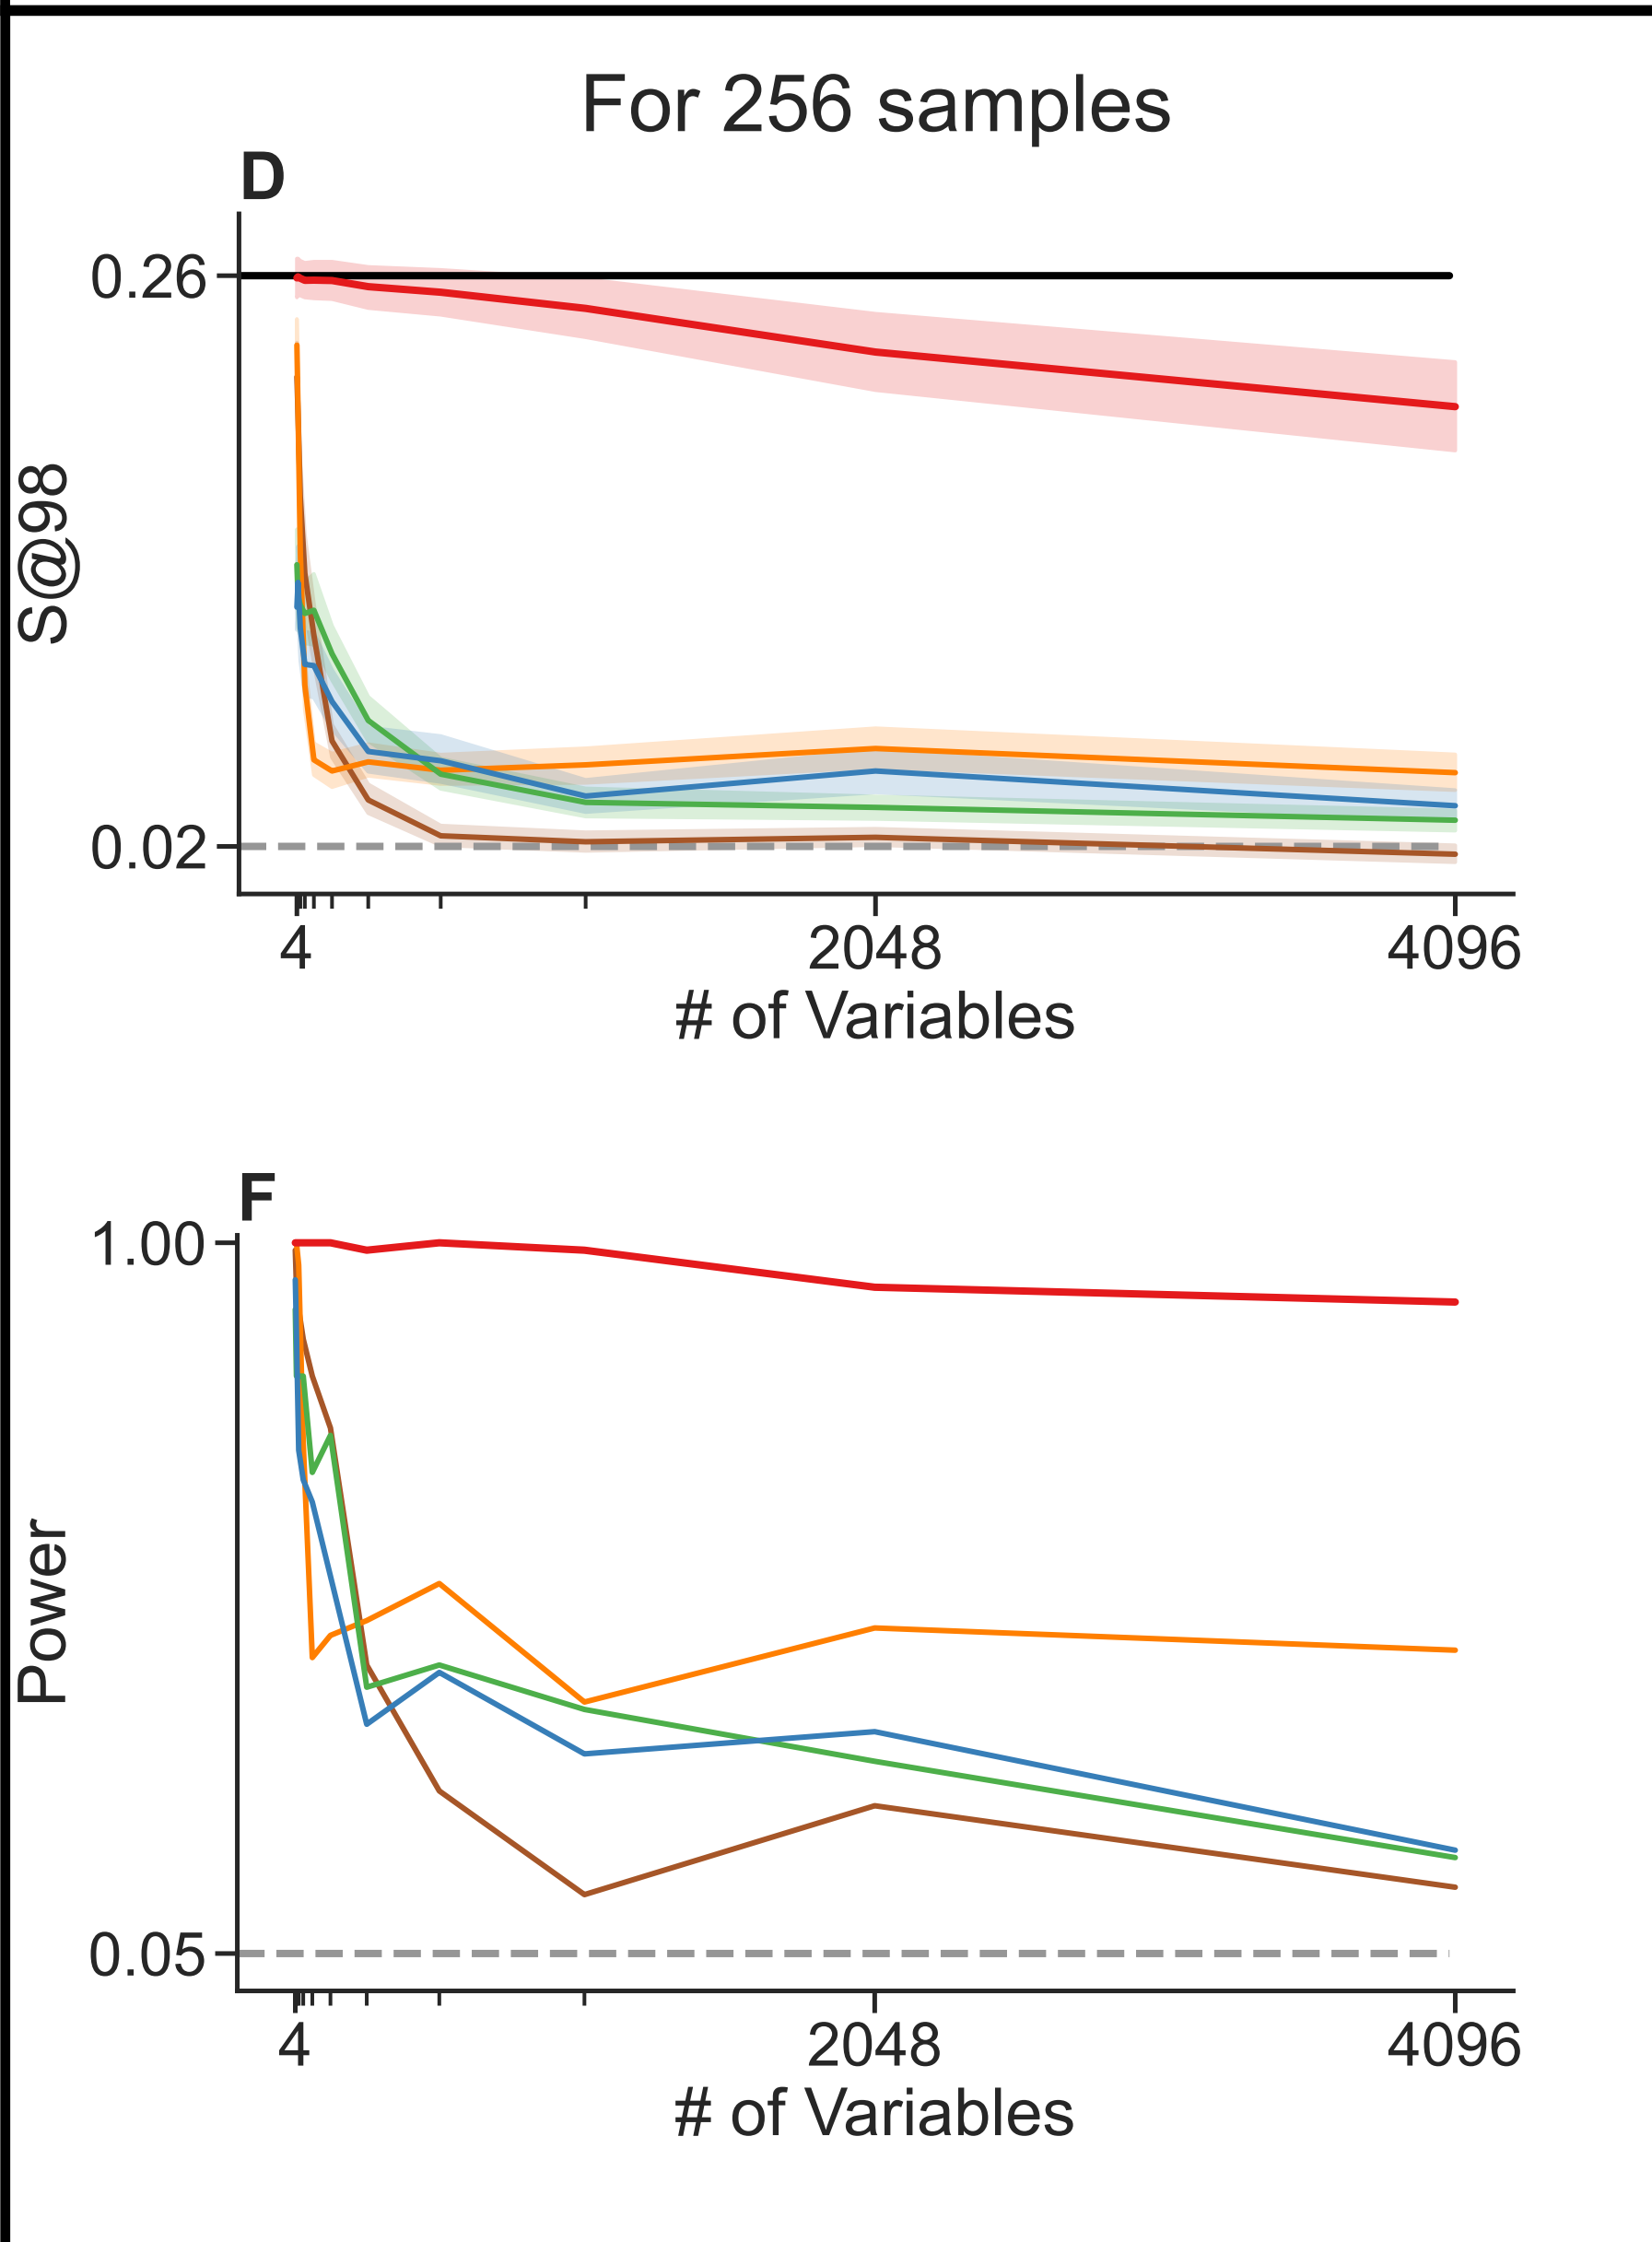 For 256 samples
D
0.26
S@98
0.02
4 2048 4096
# of Variables
F
1.00
Power
0.05
4 2048 4096
# of Variables